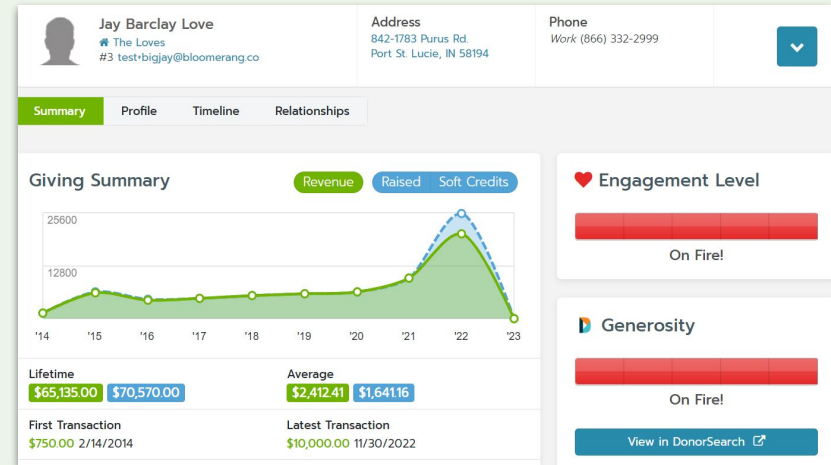 Jay Barclay Love
The Loves
#3 test+bigjay@bloomerang.co
Address
842-1783 Purus Rd.
Port St. Lucie, IN 58194
Phone
Work (866) 332-2999
Summary Profile Timeline Relationships
Giving Summary
Revenue Raised Soft Credits
25600
12800
'14 '15 '16 '17 '18 '19 '20 '21 '22 '23
Lifetime
$65,135.00 $70,570.00
Average
$2,412.41 $1,641.16
First Transaction
$750.00 2/14/2014
Latest Transaction
$10,000.00 11/30/2022
Engagement Level
On Fire!
Generosity
On Fire!
View in DonorSearch